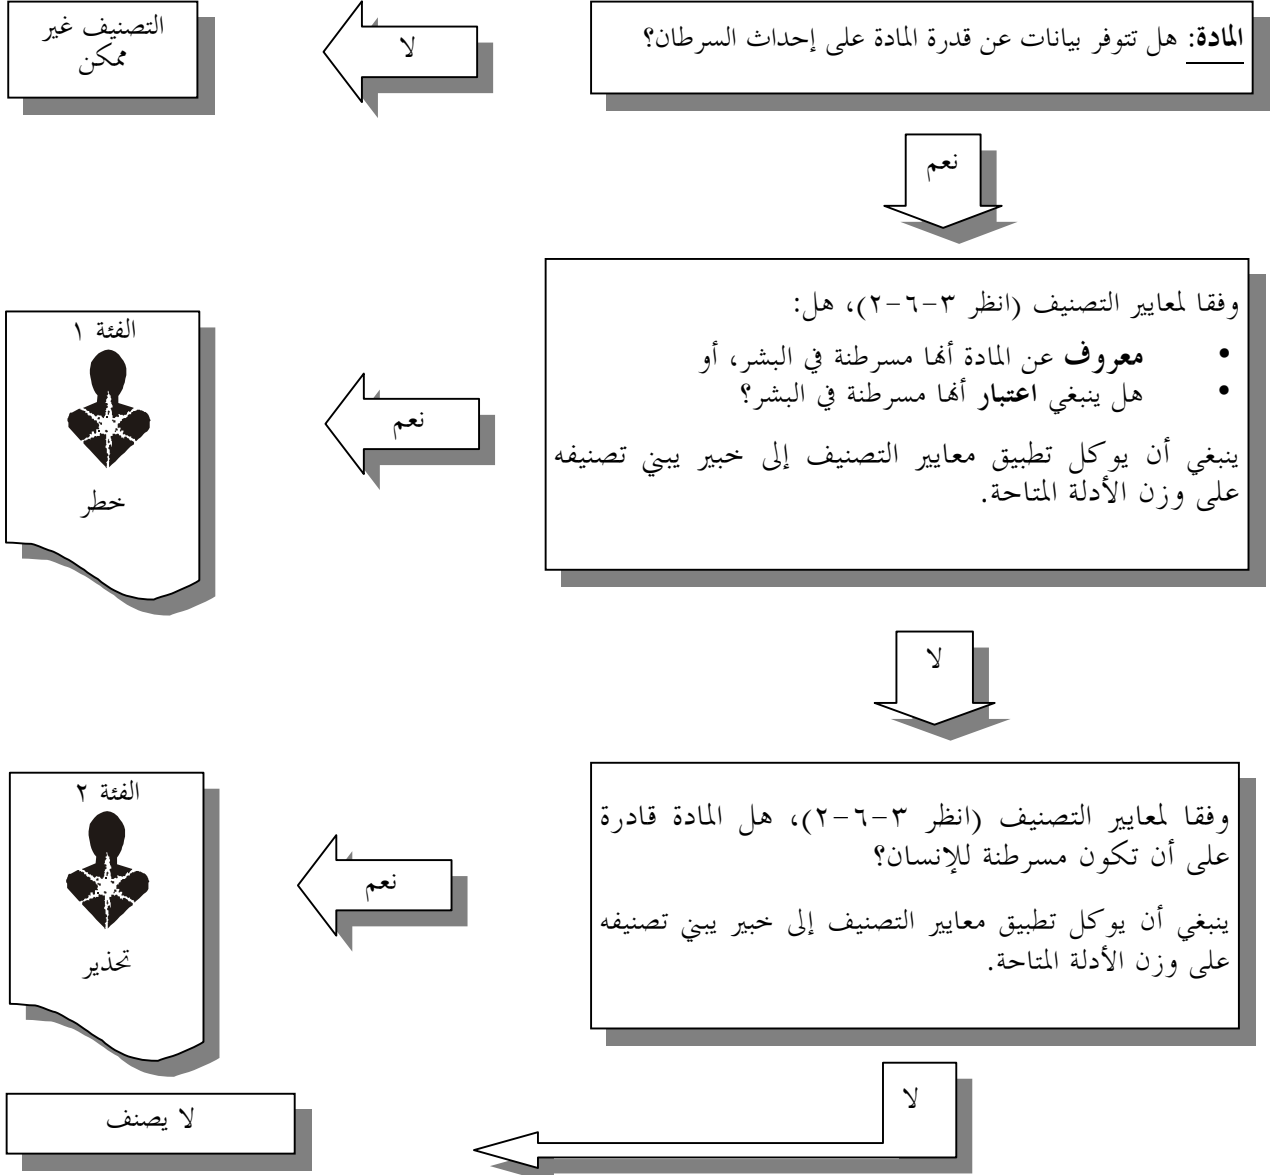 المادة: هل تتوفر بيانات عن قدرة المادة على إحداث السرطان؟
لا
التصنيف غير
ممكن
نعم
وفقا لمعايير التصنيف (انظر ٣-٦-٢)، هل:
• معروف عن المادة أنها مسرطنة في البشر، أو
• هل ينبغي اعتبار أنها مسرطنة في البشر؟
ينبغي أن يوكل تطبيق معايير التصنيف إلى خبير يبني تصنيفه
على وزن الأدلة المتاحة.
نعم
الفئة ١
خطر
لا
وفقا لمعايير التصنيف (انظر ٣-٦-٢)، هل المادة قادرة
على أن تكون مسرطنة للإنسان؟
ينبغي أن يوكل تطبيق معايير التصنيف إلى خبير يبني تصنيفه
على وزن الأدلة المتاحة.
نعم
الفئة ٢
تحذير
لا
لا يصنف